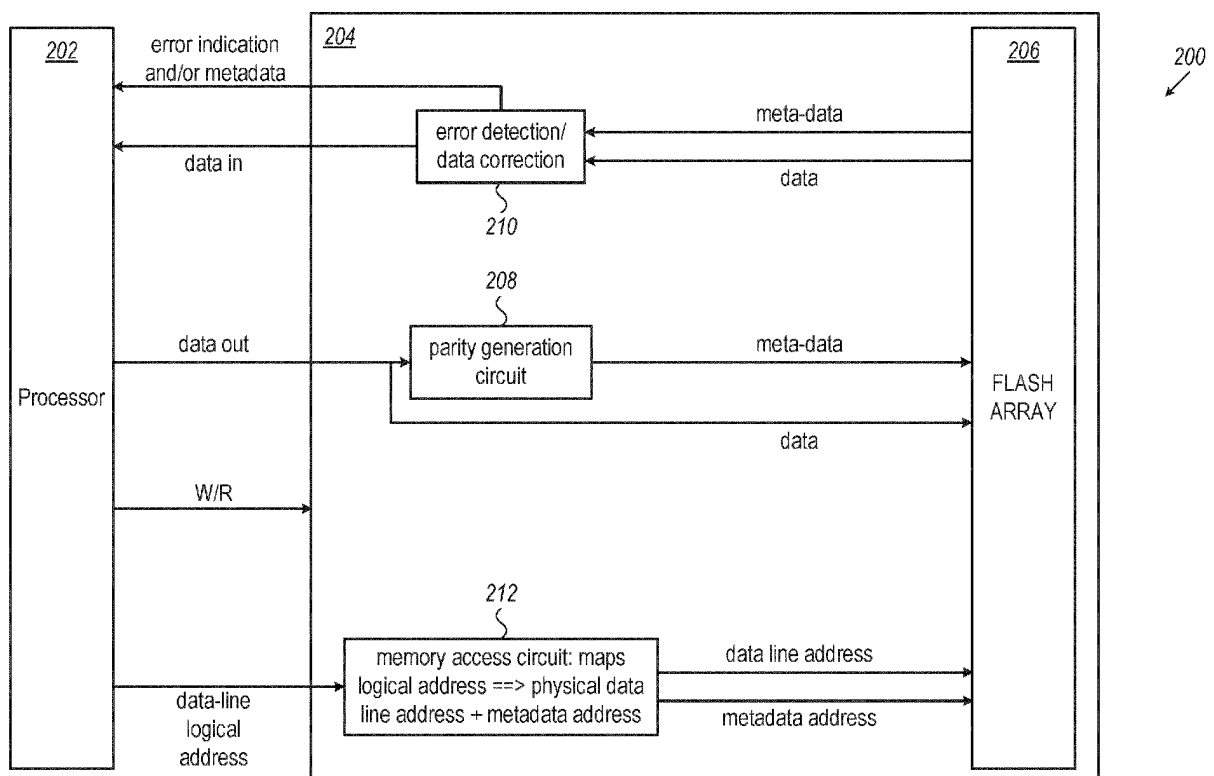 202
204
206
200
error indication
and/or metadata
error detection/
data correction
meta-data
data in
data
210
208
data out
parity generation
circuit
meta-data
Processor
FLASH
ARRAY
data
W/R
212
memory access circuit: maps
logical address ==> physical data
line address + metadata address
data line address
metadata address
data-line
logical
address